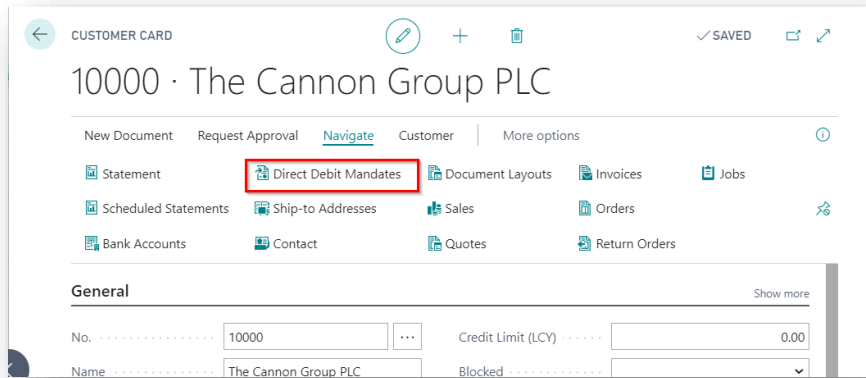 CUSTOMER CARD
SAVED
10000 · The Cannon Group PLC
New Document Request Approval Navigate Customer More options
Statement Direct Debit Mandates Document Layouts Invoices Jobs
Scheduled Statements Ship-to Addresses Sales Orders
Bank Accounts Contact Quotes Return Orders
General Show more
No. 10000 ... Credit Limit (LCY) 0.00
Name The Cannon Group PLC Blocked